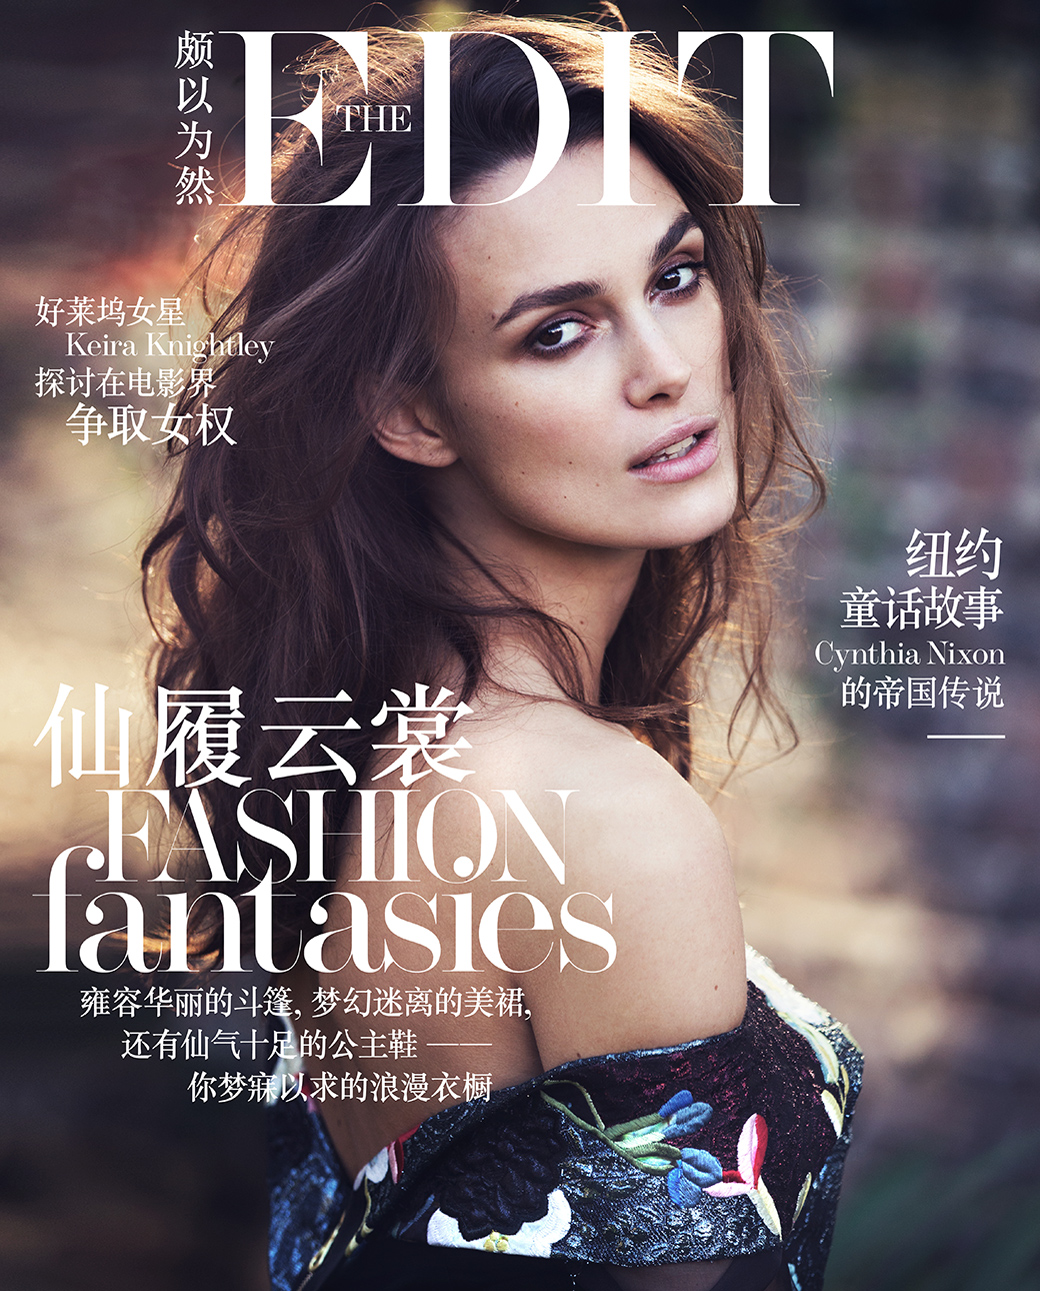 颇以为然
THE
EDIT
好莱坞女星
Keira Knightley
探讨在电影界
争取女权
纽约
童话故事
Cynthia Nixon
的帝国传说
仙履云裳
FASHION
fantasies
雍容华丽的斗篷, 梦幻迷离的美裙,
还有仙气十足的公主鞋 ——
你梦寐以求的浪漫衣橱